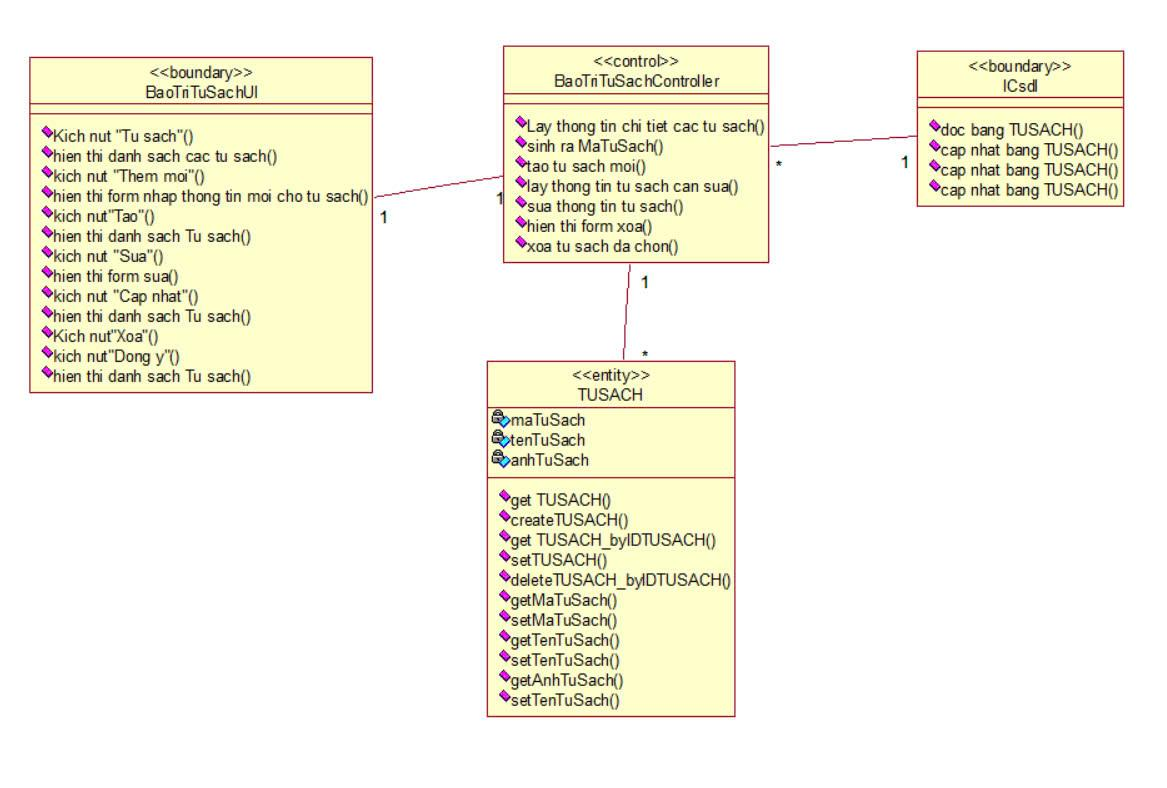 <<boundary>>
BaoTriTuSachUI
Kich nut "Tu sach"()
hien thi danh sach cac tu sach()
kich nut "Them moi"()
hien thi form nhap thong tin moi cho tu sach()
kich nut"Tao"()
hien thi danh sach Tu sach()
kich nut "Sua"()
hien thi form sua()
kich nut "Cap nhat"()
hien thi danh sach Tu sach()
Kich nut"Xoa"()
kich nut"Dong y"()
hien thi danh sach Tu sach()
1
1
<<control>>
BaoTriTuSachController
Lay thong tin chi tiet cac tu sach()
sinh ra MaTuSach()
tao tu sach moi()
lay thong tin tu sach can sua()
sua thong tin tu sach()
hien thi form xoa()
xoa tu sach da chon()
*
1
<<boundary>>
ICsdl
doc bang TUSACH()
cap nhat bang TUSACH()
cap nhat bang TUSACH()
cap nhat bang TUSACH()
1
*
<<entity>>
TUSACH
maTuSach
tenTuSach
anhTuSach
get TUSACH()
createTUSACH()
get TUSACH_byIDTUSACH()
setTUSACH()
deleteTUSACH_byIDTUSACH()
getMaTuSach()
setMaTuSach()
getTenTuSach()
setTenTuSach()
getAnhTuSach()
setTenTuSach()